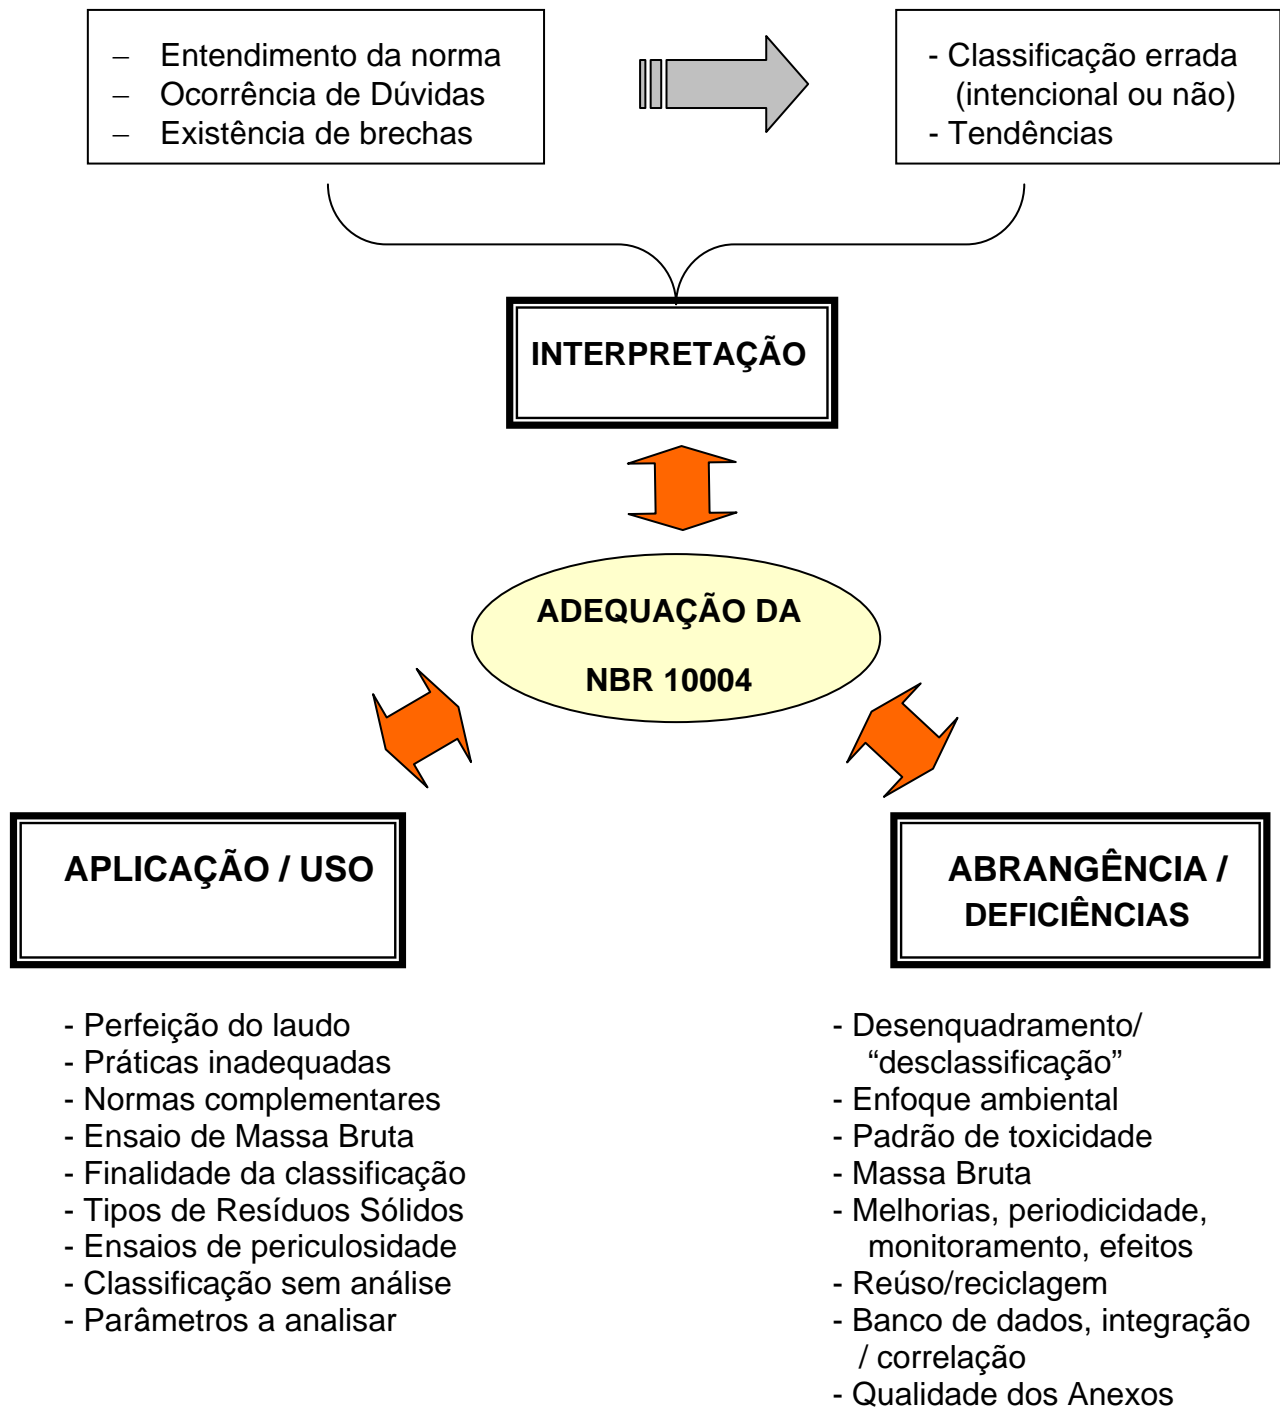 – Entendimento da norma
– Ocorrência de Dúvidas
– Existência de brechas
- Classificação errada
(intencional ou não)
- Tendências
INTERPRETAÇÃO
ADEQUAÇÃO DA
NBR 10004
APLICAÇÃO / USO
ABRANGÊNCIA /
DEFICIÊNCIAS
- Perfeição do laudo
- Práticas inadequadas
- Normas complementares
- Ensaio de Massa Bruta
- Finalidade da classificação
- Tipos de Resíduos Sólidos
- Ensaios de periculosidade
- Classificação sem análise
- Parâmetros a analisar
- Desenquadramento/
“desclassificação”
- Enfoque ambiental
- Padrão de toxicidade
- Massa Bruta
- Melhorias, periodicidade,
monitoramento, efeitos
- Reúso/reciclagem
- Banco de dados, integração
/ correlação
- Qualidade dos Anexos